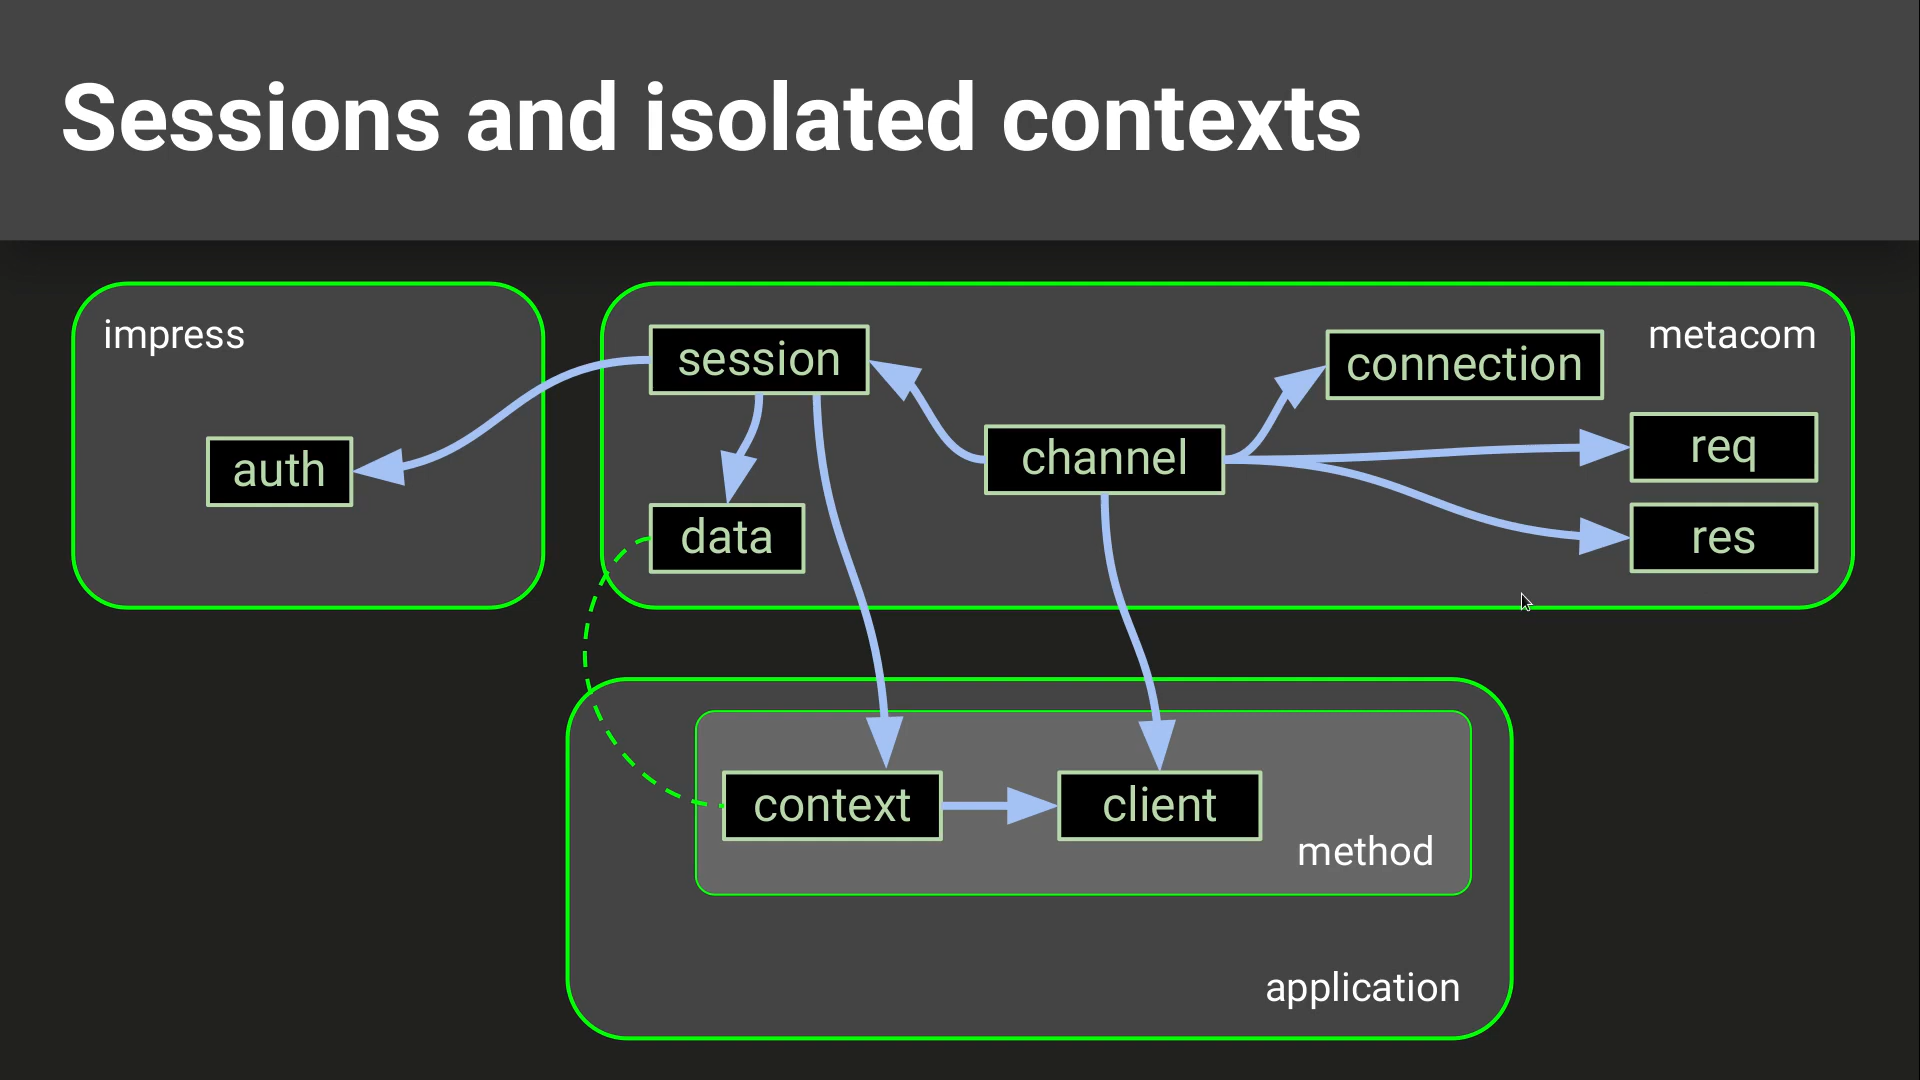 Sessions and isolated contexts
impress
auth
session
data
channel
connection
metacom
req
res
context
client
method
application